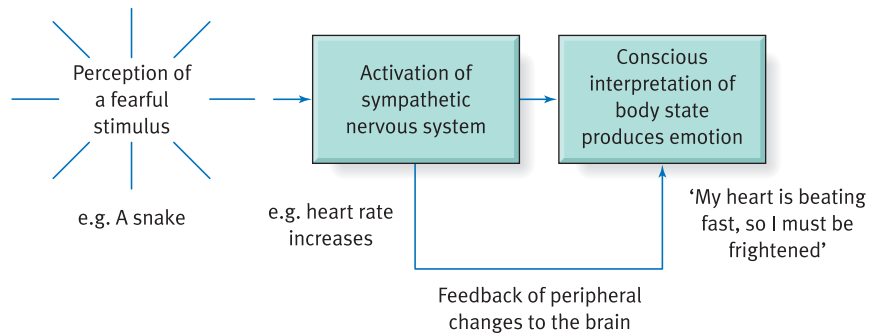 Perception of
a fearful
stimulus
e.g. A snake
Activation of
sympathetic
nervous system
e.g. heart rate
increases
Conscious
interpretation of
body state
produces emotion
‘My heart is beating
fast, so I must be
frightened’
Feedback of peripheral
changes to the brain